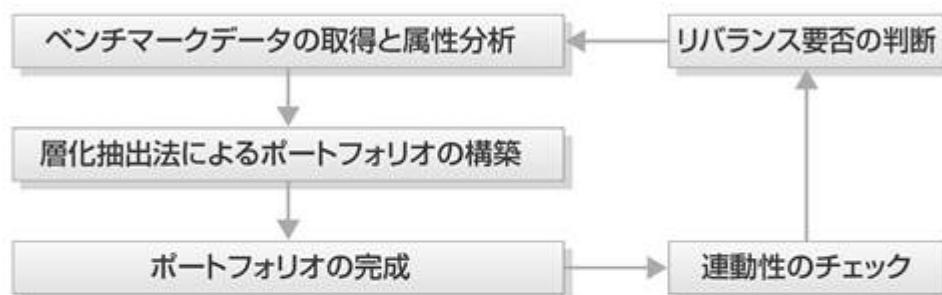 ベンチマークデータの取得と属性分析
リバランス要否の判断
層化抽出法によるポートフォリオの構築
ポートフォリオの完成
連動性のチェック